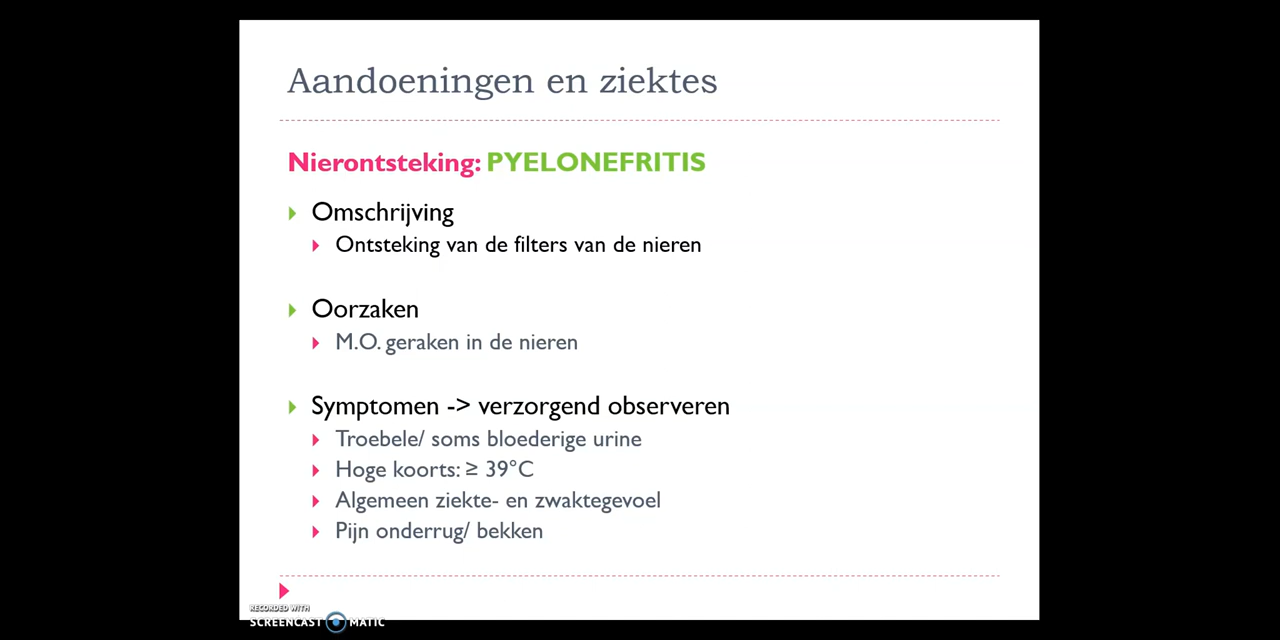 Aandoeningen en ziektes
Nierontsteking: PYELONEFRITIS
Omschrijving
Ontsteking van de filters van de nieren
Oorzaken
M.O. geraken in de nieren
Symptomen -> verzorgend observeren
Troebele/ soms bloederige urine
Hoge koorts: ≥ 39°C
Algemeen ziekte- en zwaktegevoel
Pijn onderrug/ bekken
RECORDED WITH
SCREENCAST MATIC